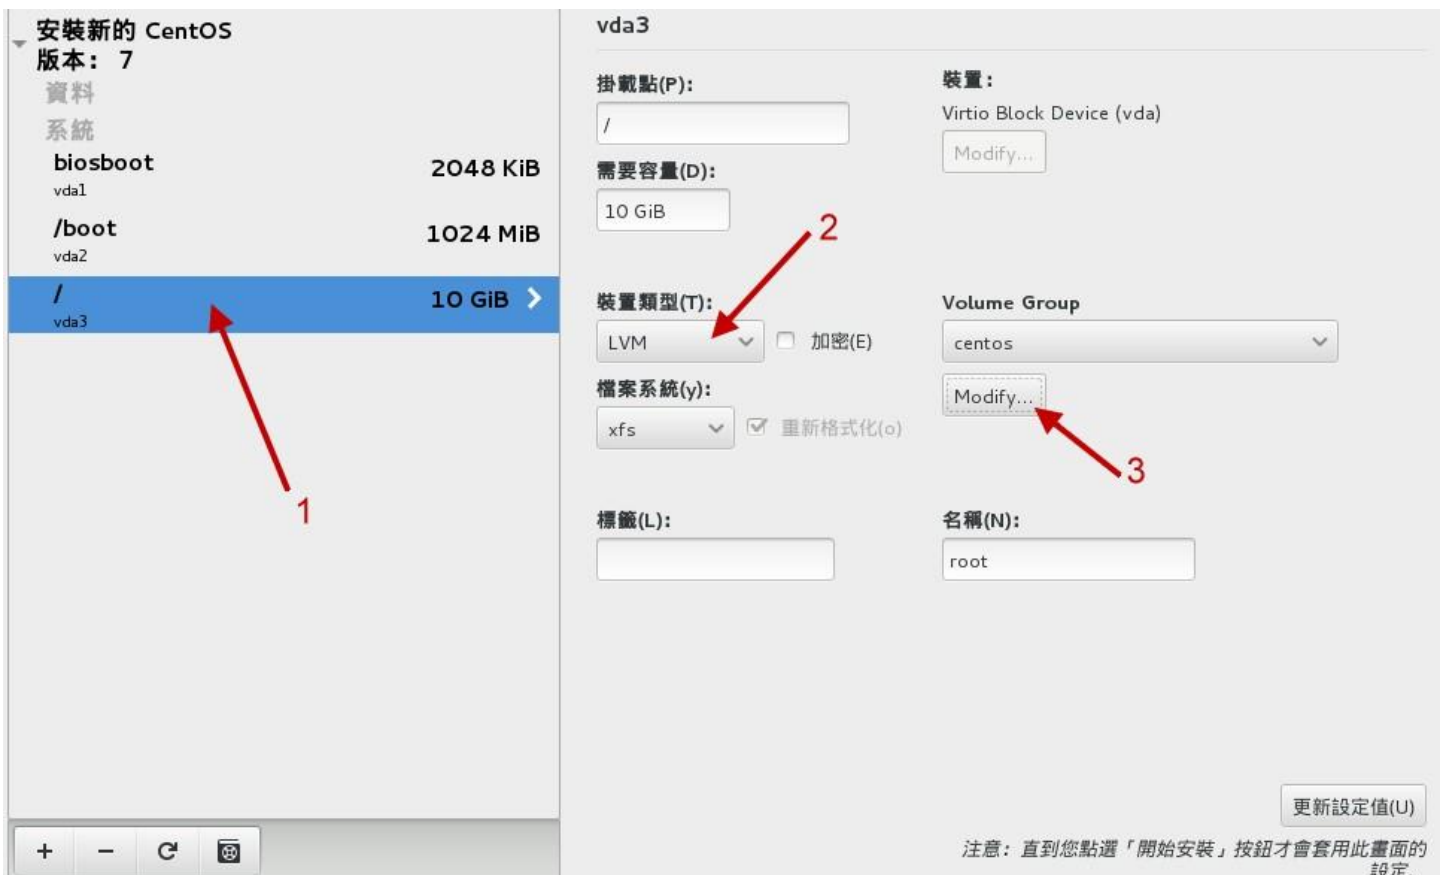 安裝新的 CentOS
版本： 7
資料
系統
biosboot
2048 KiB
vda1
/boot
1024 MiB
vda2
/
10 GiB
vda3
1
vda3
掛載點(P):
/
裝置：
Virtio Block Device (vda)
Modify...
需要容量(D):
10 GiB
2
裝置類型(T):
LVM
加密(E)
Volume Group
centos
檔案系統(y):
xfs
重新格式化(o)
Modify...
3
標籤(L):
名稱(N):
root
更新設定值(U)
注意： 直到您點選「開始安裝」按鈕才會套用此畫面的
設定。